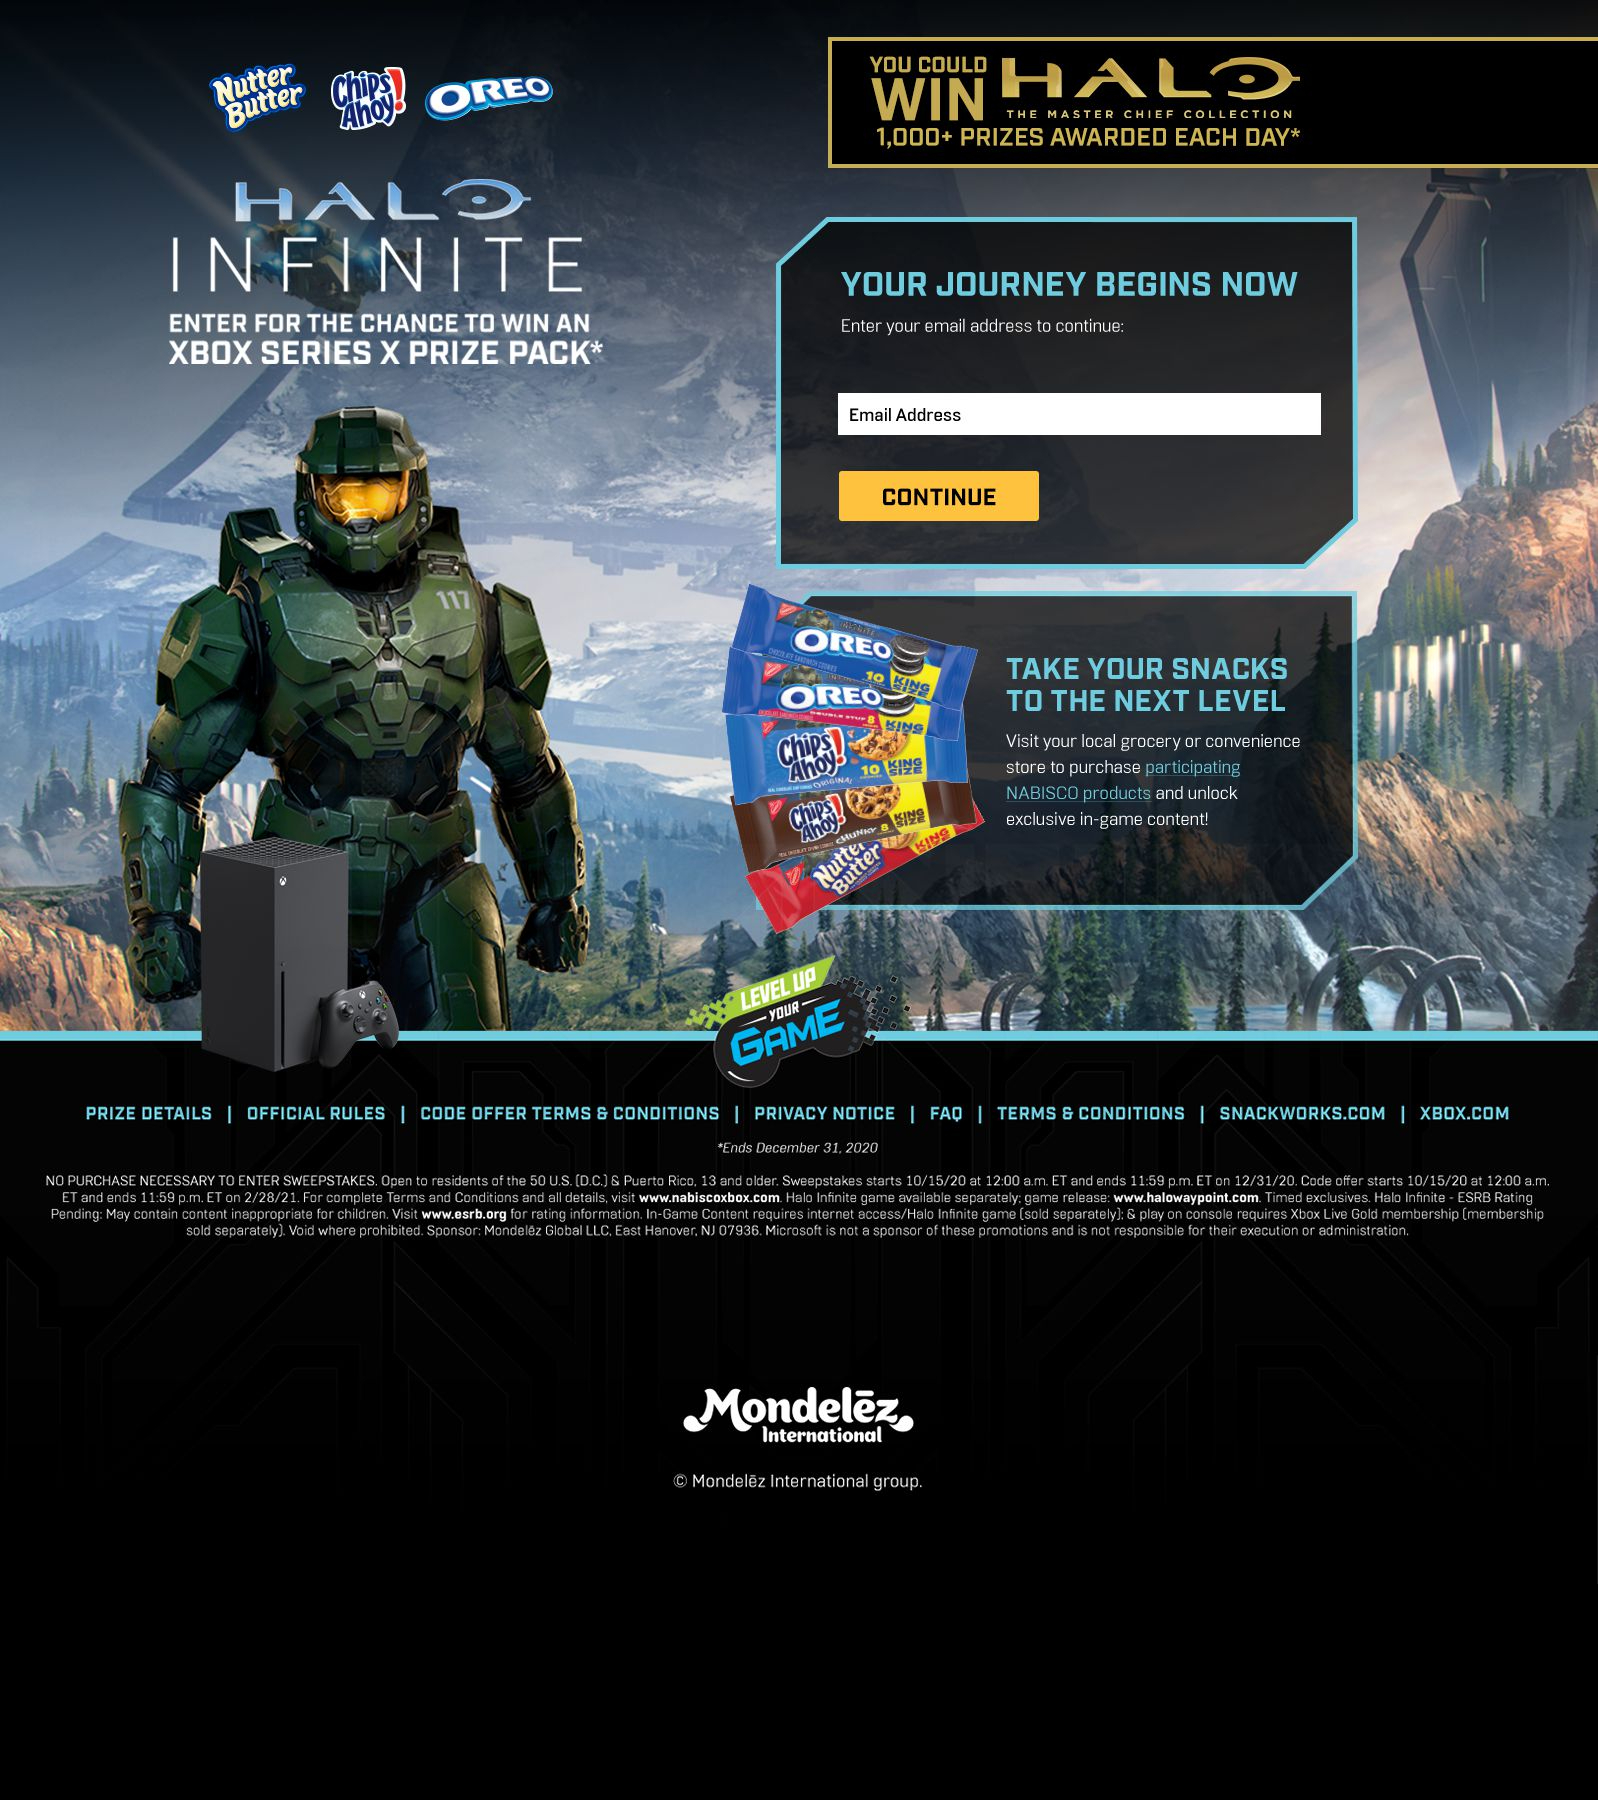 Nutter Butter
Chips Ahoy!
OREO
YOU COULD
WIN
HALO
THE MASTER CHIEF COLLECTION
1,000+ PRIZES AWARDED EACH DAY*
HALO
INFINITE
ENTER FOR THE CHANCE TO WIN AN
XBOX SERIES X PRIZE PACK*
YOUR JOURNEY BEGINS NOW
Enter your email address to continue:
Email Address
CONTINUE
117
OREO
10
KING SIZE
OREO
DOUBLE STUF 8
KING
Chips Ahoy!
ORIGINAL
10
KING SIZE
Chips Ahoy!
CHUNKY 8
KING SIZE
Nutter Butter
KING
TAKE YOUR SNACKS
TO THE NEXT LEVEL
Visit your local grocery or convenience
store to purchase participating
NABISCO products and unlock
exclusive in-game content!
LEVEL UP
YOUR
GAME
PRIZE DETAILS | OFFICIAL RULES | CODE OFFER TERMS & CONDITIONS | PRIVACY NOTICE | FAQ | TERMS & CONDITIONS | SNACKWORKS.COM | XBOX.COM
*Ends December 31, 2020
NO PURCHASE NECESSARY TO ENTER SWEEPSTAKES. Open to residents of the 50 U.S. (D.C.) & Puerto Rico, 13 and older. Sweepstakes starts 10/15/20 at 12:00 a.m. ET and ends 11:59 p.m. ET on 12/31/20. Code offer starts 10/15/20 at 12:00 a.m.
ET and ends 11:59 p.m. ET on 2/28/21. For complete Terms and Conditions and all details, visit www.nabiscoxbox.com. Halo Infinite game available separately; game release: www.halowaypoint.com. Timed exclusives. Halo Infinite - ESRB Rating
Pending: May contain content inappropriate for children. Visit www.esrb.org for rating information. In-Game Content requires internet access/Halo Infinite game (sold separately); & play on console requires Xbox Live Gold membership (membership
sold separately). Void where prohibited. Sponsor: Mondelēz Global LLC, East Hanover, NJ 07936. Microsoft is not a sponsor of these promotions and is not responsible for their execution or administration.
Mondelēz
International
© Mondelēz International group.